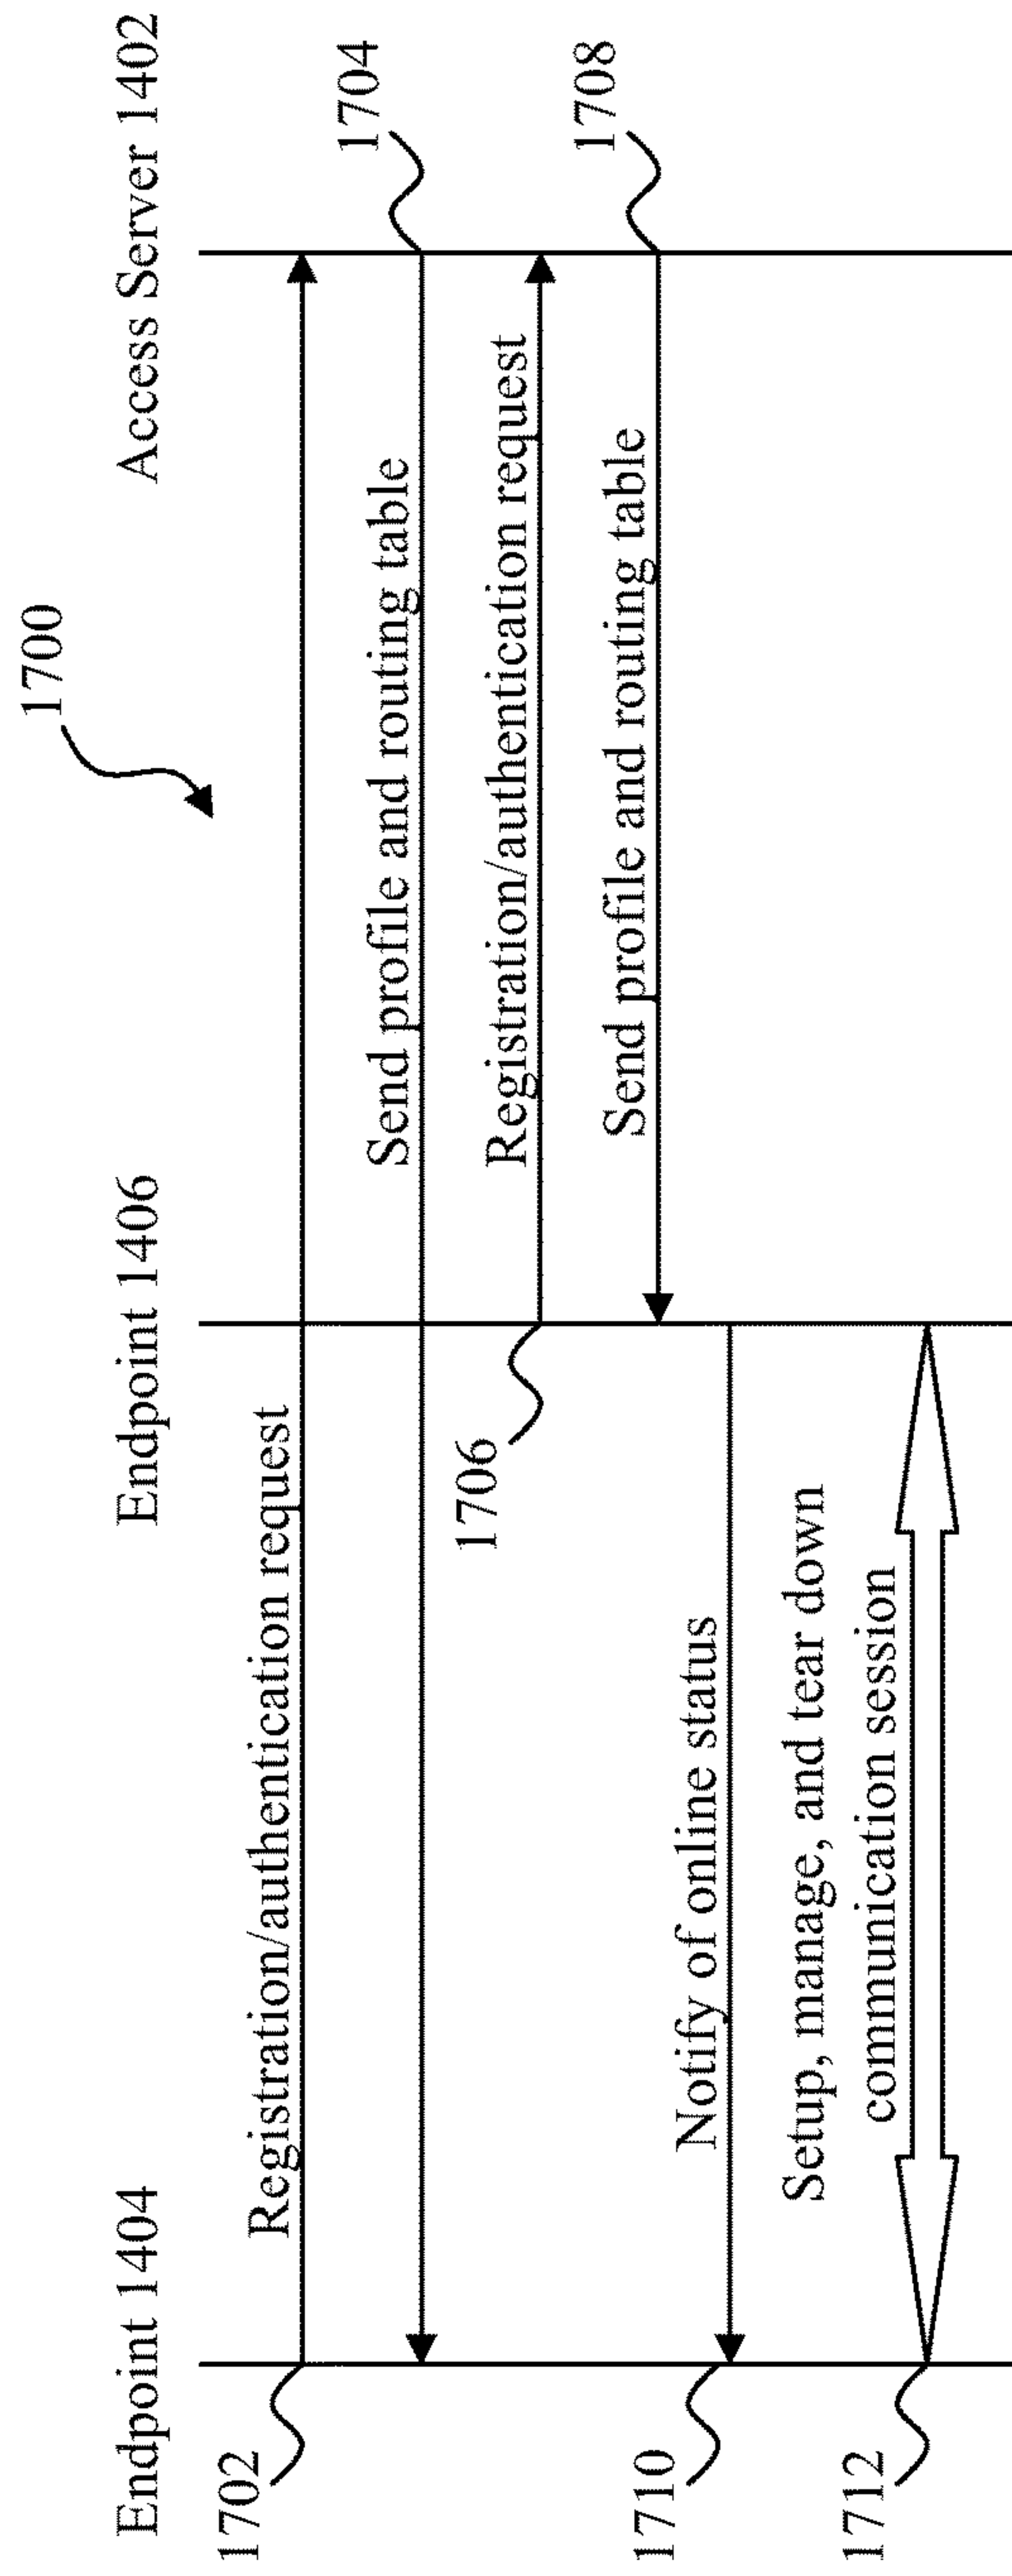 1700
Endpoint 1404
Endpoint 1406
Access Server 1402
1702
Registration/authentication request
1704
Send profile and routing table
1706
Registration/authentication request
1708
Send profile and routing table
1710
Notify of online status
1712
Setup, manage, and tear down
communication session